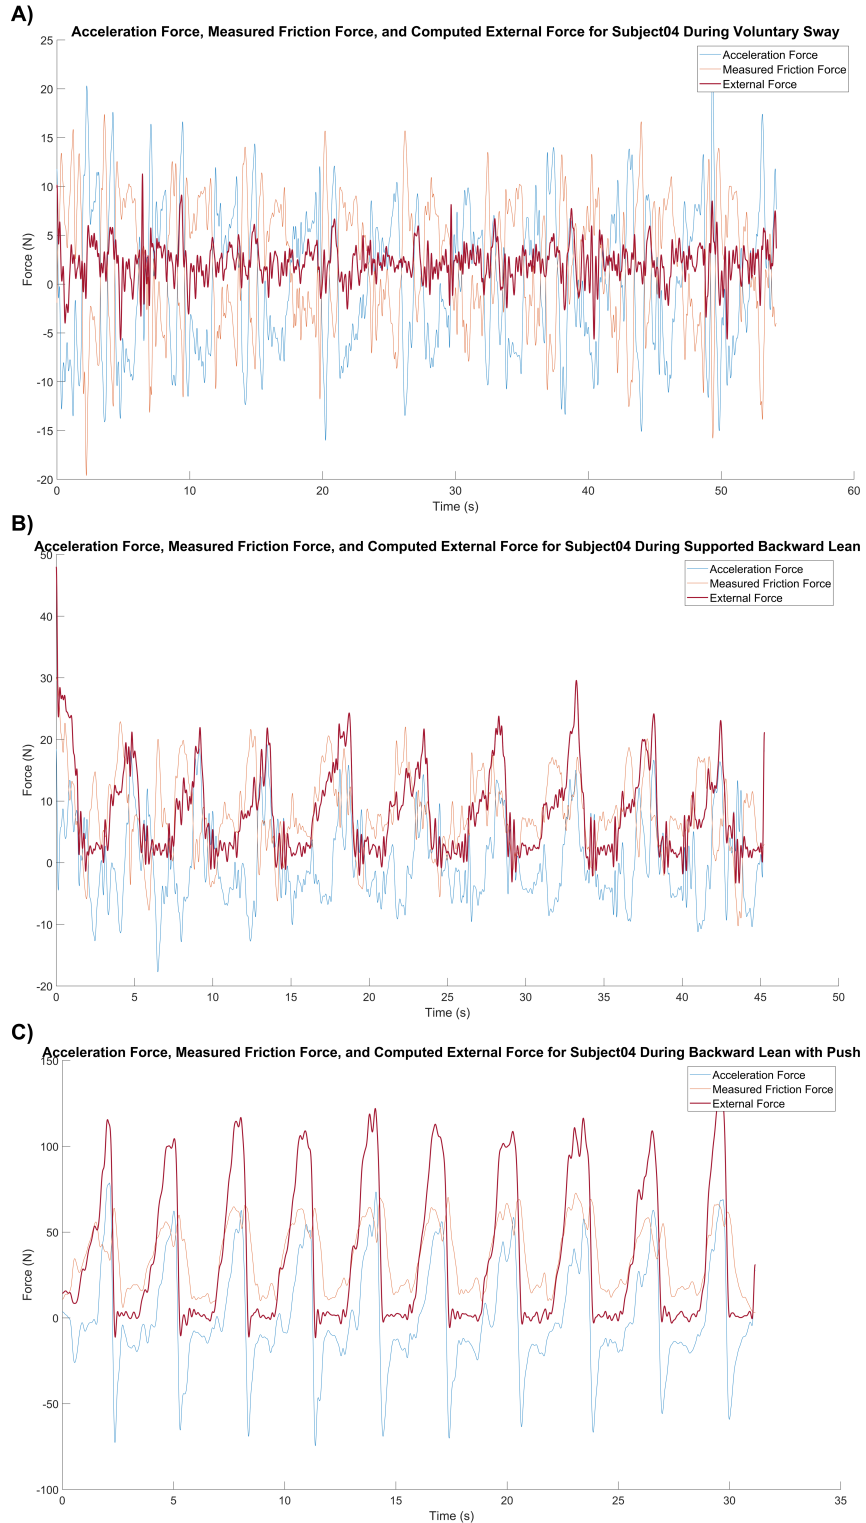 A)
Acceleration Force, Measured Friction Force, and Computed External Force for Subject04 During Voluntary Sway
Acceleration Force
Measured Friction Force
External Force
25
20
15
10
5
0
-5
-10
-15
-20
Force (N)
0 10 20 30 40 50 60
Time (s)
B)
Acceleration Force, Measured Friction Force, and Computed External Force for Subject04 During Supported Backward Lean
Acceleration Force
Measured Friction Force
External Force
50
40
30
20
10
0
-10
-20
Force (N)
0 5 10 15 20 25 30 35 40 45 50
Time (s)
C)
Acceleration Force, Measured Friction Force, and Computed External Force for Subject04 During Backward Lean with Push
Acceleration Force
Measured Friction Force
External Force
150
100
50
0
-50
-100
Force (N)
0 5 10 15 20 25 30 35
Time (s)